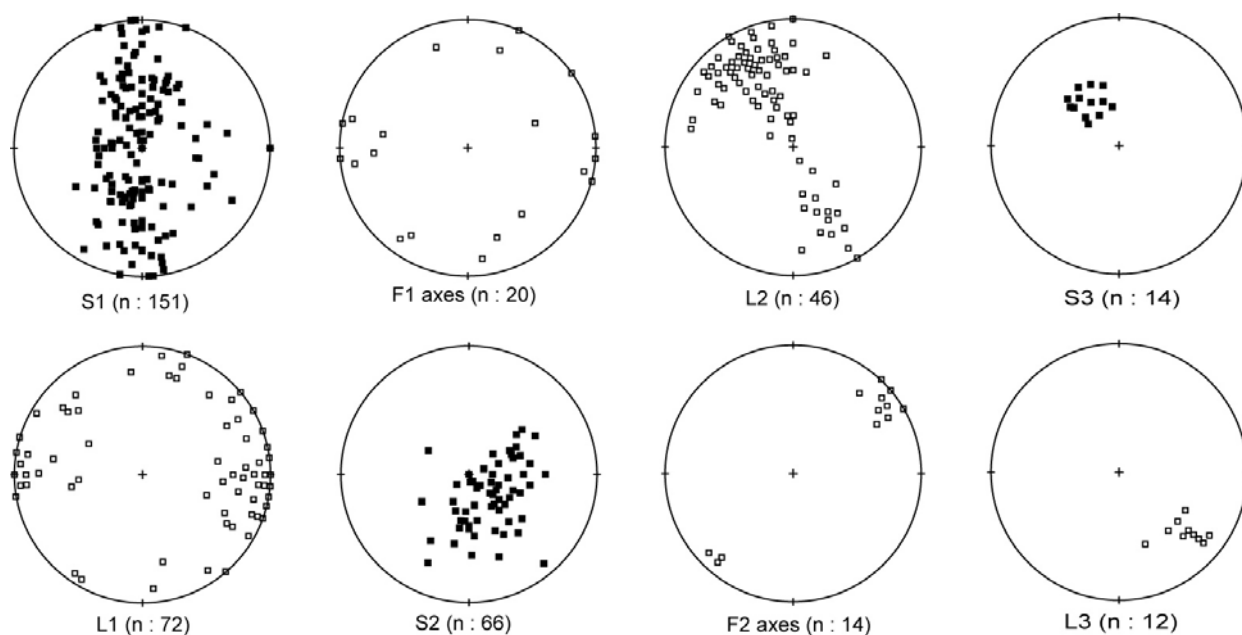 S1 (n : 151)
F1 axes (n : 20)
L2 (n : 46)
S3 (n : 14)
L1 (n : 72)
S2 (n : 66)
F2 axes (n : 14)
L3 (n : 12)